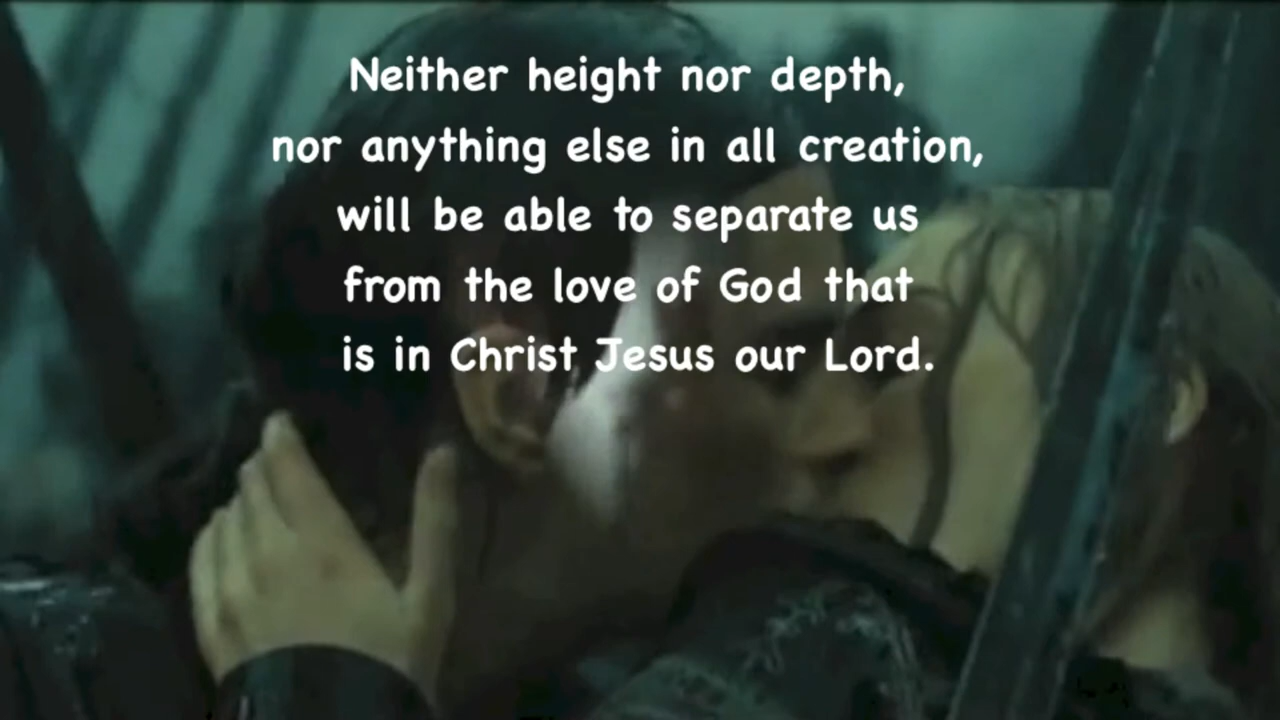 Neither height nor depth,
nor anything else in all creation,
will be able to separate us
from the love of God that
is in Christ Jesus our Lord.